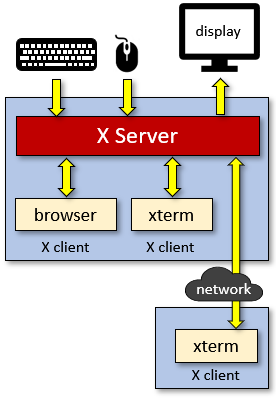 display
X Server
browser
xterm
X client
X client
network
xterm
X client